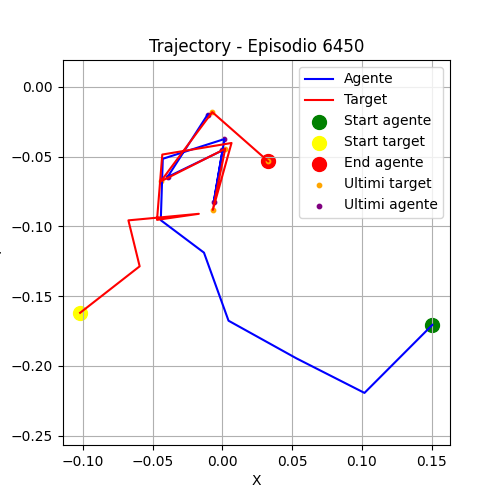 Trajectory - Episodio 6450
Agente
Target
Start agente
Start target
End agente
Ultimi target
Ultimi agente
0.00
−0.05
−0.10
−0.15
−0.20
−0.25
−0.10
−0.05
0.00
0.05
0.10
0.15
X